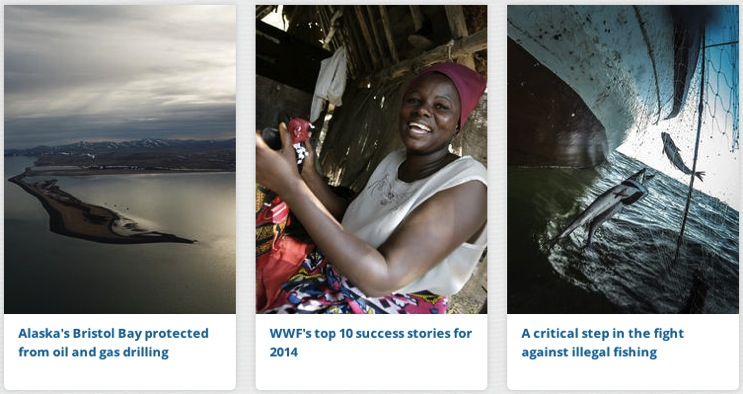 Alaska's Bristol Bay protected
from oil and gas drilling
WWF's top 10 success stories for
2014
A critical step in the fight
against illegal fishing